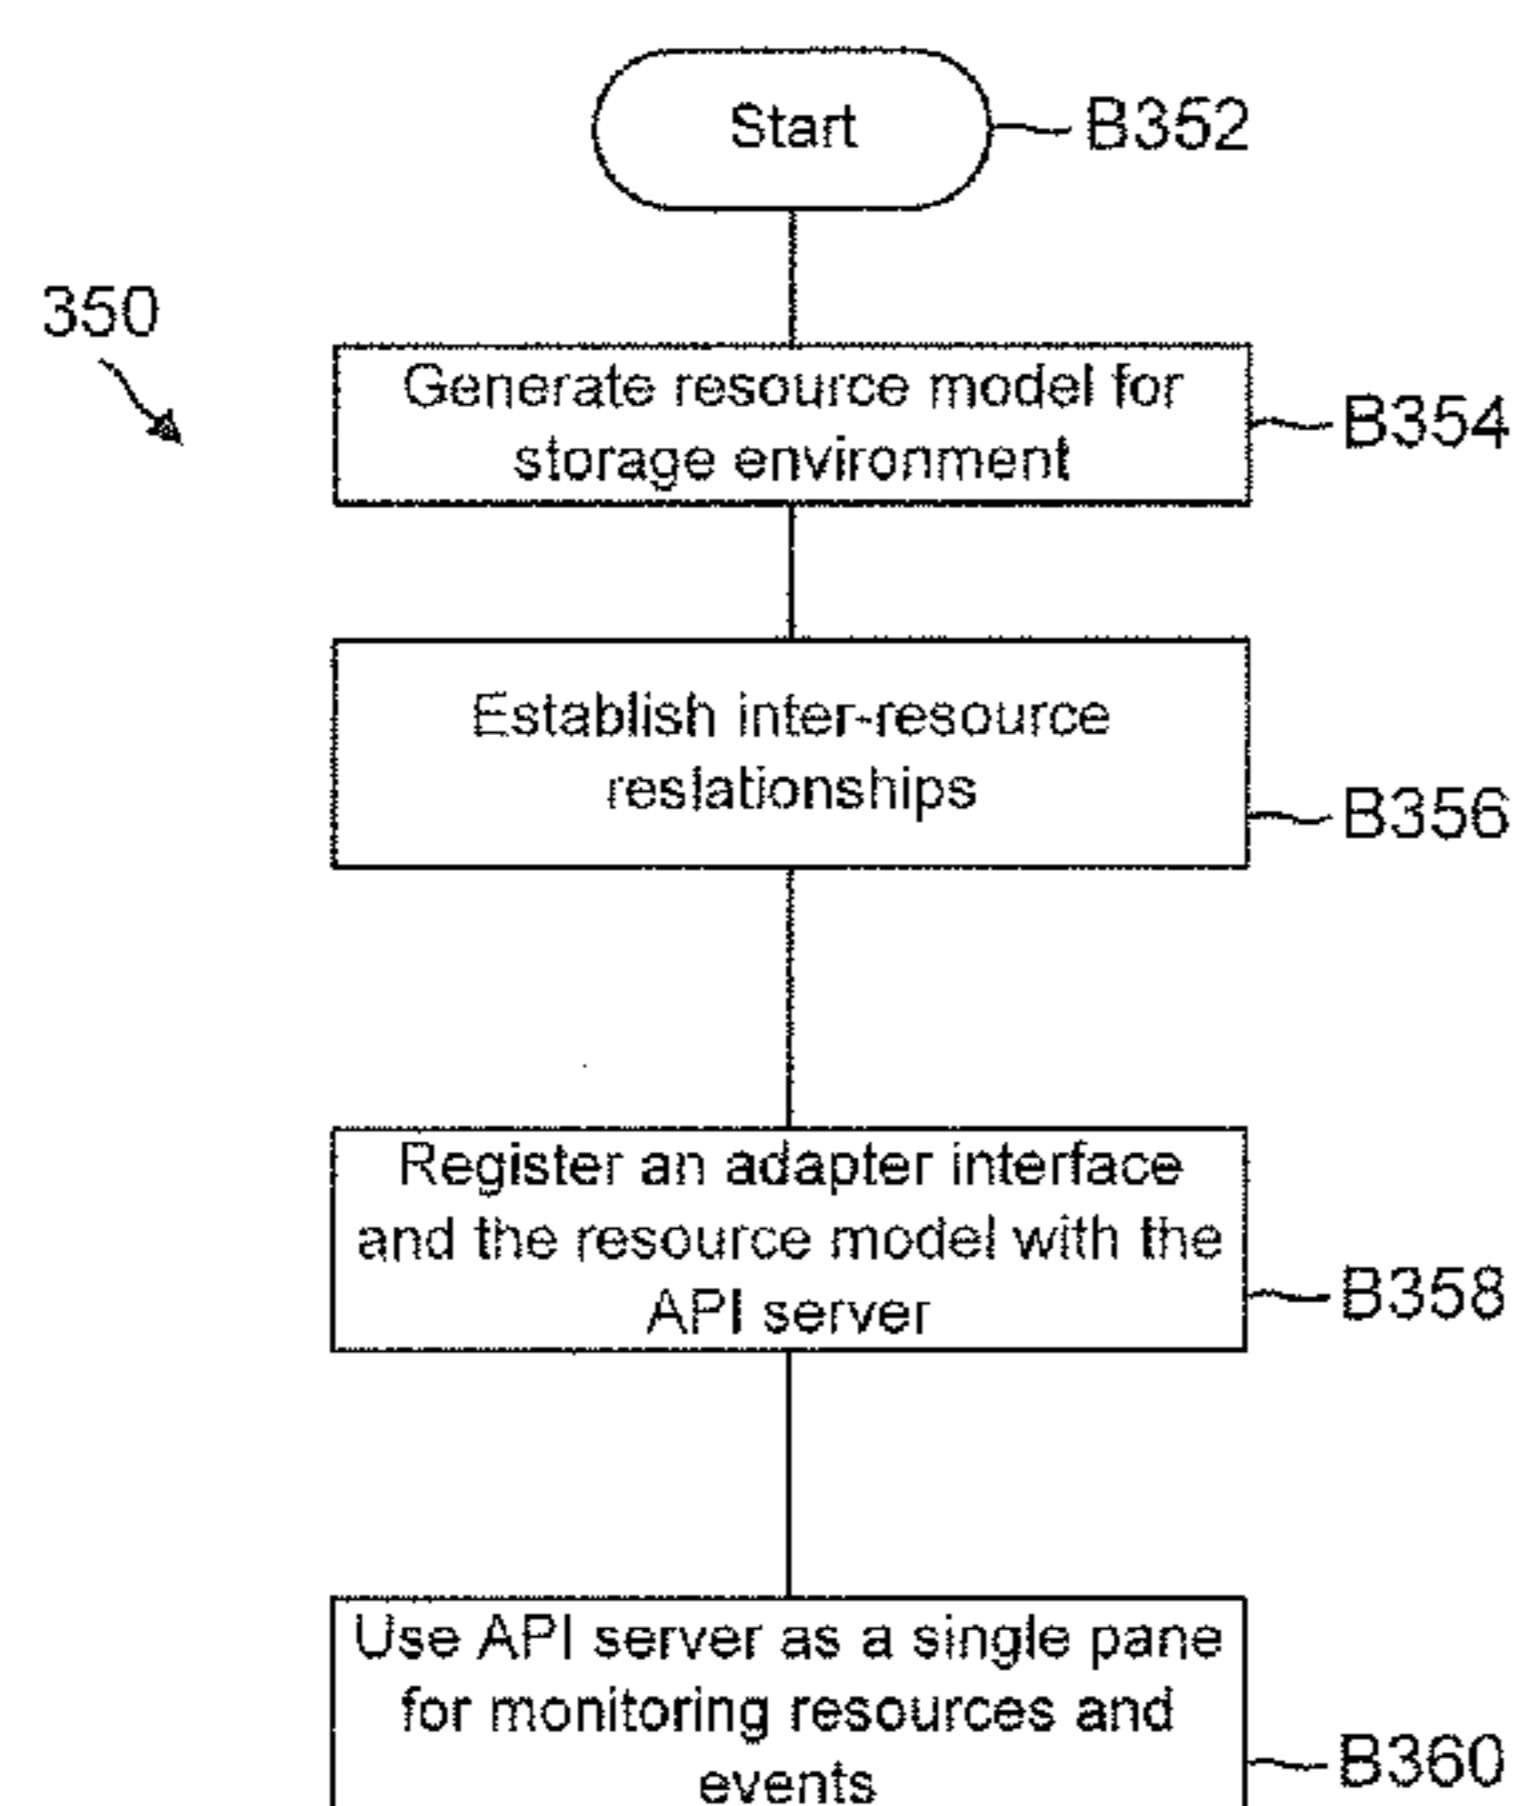 Start
B352
350
Generate resource model for
storage environment
B354
Establish inter-resource
reslationships
B356
Register an adapter interface
and the resource model with the
API server
B358
Use API server as a single pane
for monitoring resources and
events
B360